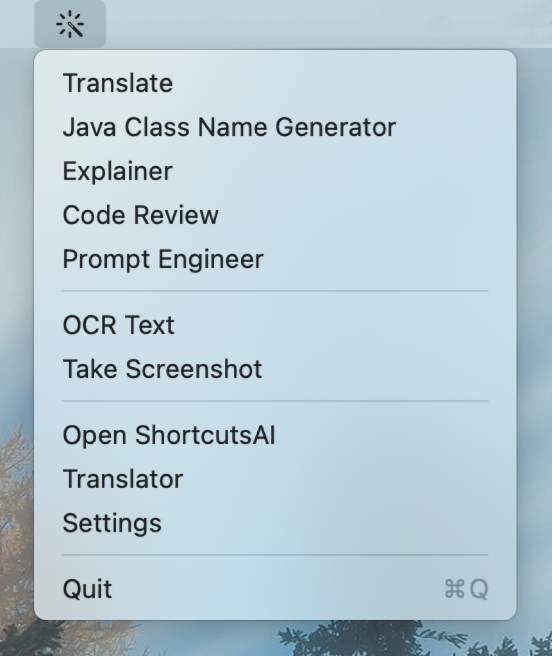 Translate
Java Class Name Generator
Explainer
Code Review
Prompt Engineer
OCR Text
Take Screenshot
Open ShortcutsAI
Translator
Settings
Quit ⌘Q